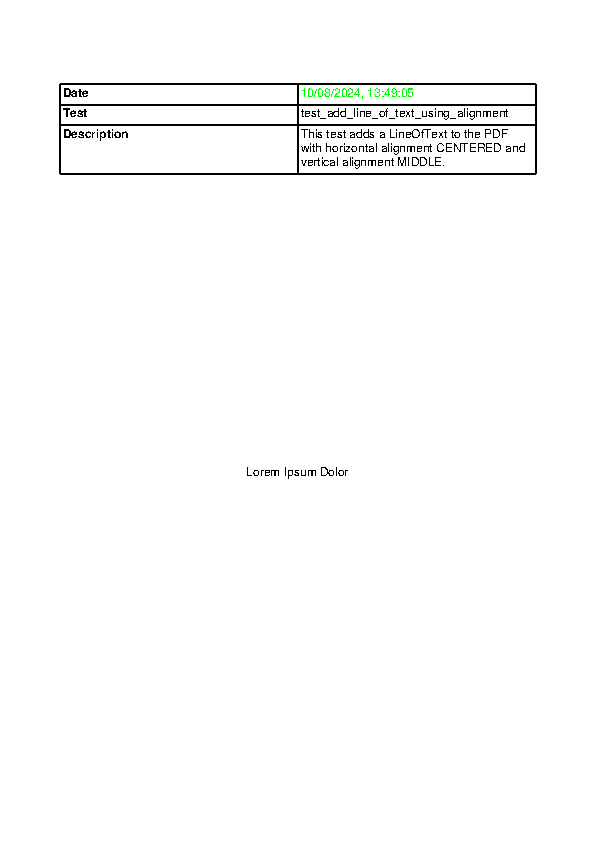 Date 10/08/2024, 13:49:05
Test test_add_line_of_text_using_alignment
Description This test adds a LineOfText to the PDF
with horizontal alignment CENTERED and
vertical alignment MIDDLE.
Lorem Ipsum Dolor